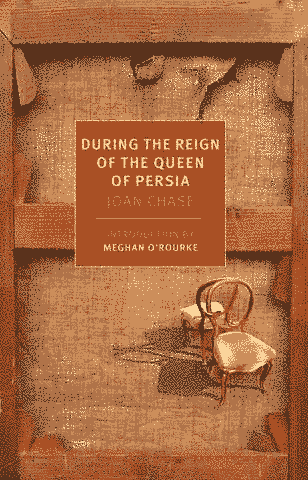 DURING THE REIGN
OF THE QUEEN
OF PERSIA
JOAN CHASE
INTRODUCTION BY
MEGHAN O'ROURKE